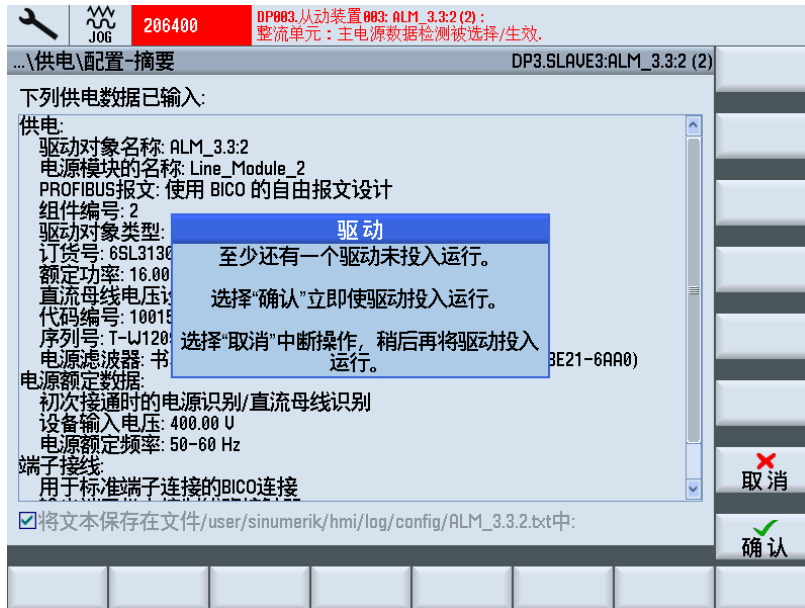 JOG
206400
DP003.从动装置003: ALM_3.3:2 (2) :
整流单元：主电源数据检测被选择/生效.
...\供电\配置-摘要
DP3.SLAVE3:ALM_3.3:2 (2)
下列供电数据已输入:
供电:
驱动对象名称: ALM_3.3:2
电源模块的名称: Line_Module_2
PROFIBUS报文: 使用 BICO 的自由报文设计
组件编号: 2
驱动对象类型:
订货号: 6SL3130
额定功率: 16.00
直流母线电压设
代码编号: 10015
序列号: T-W1209
电源滤波器: 书
BE21-6AA0)
驱动
至少还有一个驱动未投入运行。
选择“确认”立即使驱动投入运行。
选择“取消”中断操作，稍后再将驱动投入
运行。
电源额定数据:
初次接通时的电源识别/直流母线识别
设备输入电压: 400.00 V
电源额定频率: 50-60 Hz
端子接线:
用于标准端子连接的BICO连接
将文本保存在文件/user/sinumerik/hmi/log/config/ALM_3.3.2.txt中:
取消
确认